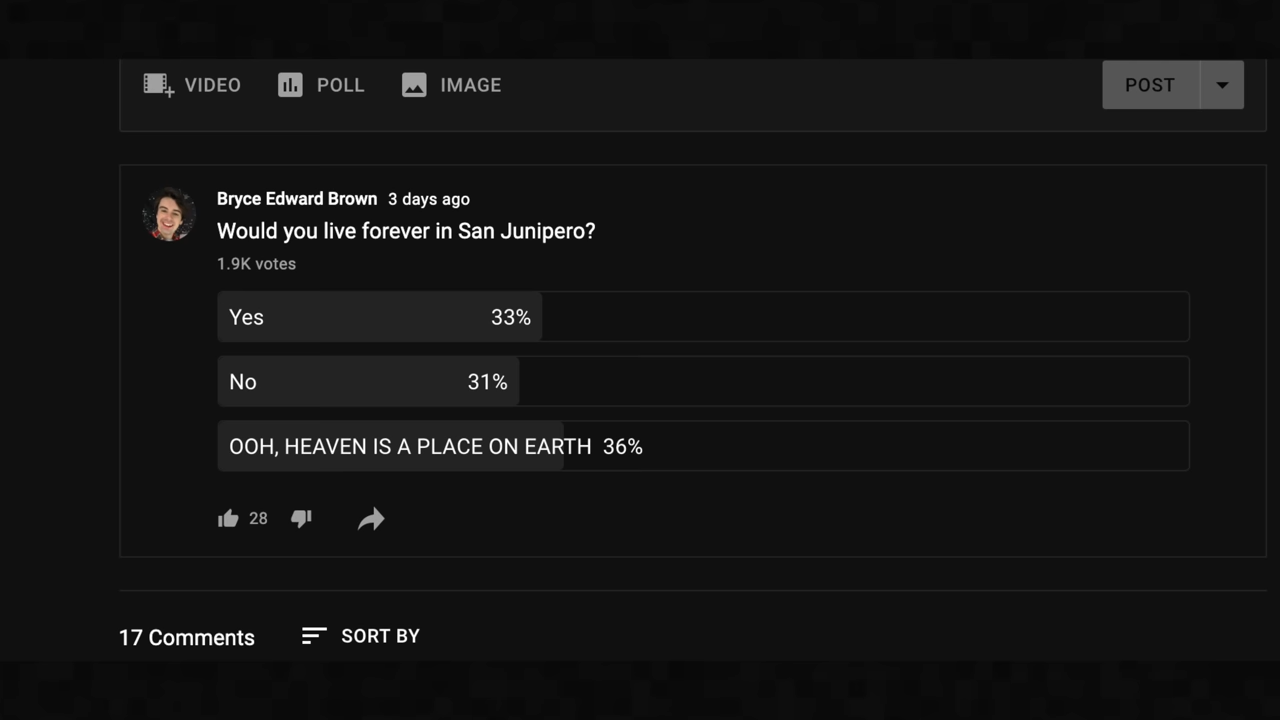 VIDEO POLL IMAGE POST
Bryce Edward Brown 3 days ago
Would you live forever in San Junipero?
1.9K votes
Yes 33%
No 31%
OOH, HEAVEN IS A PLACE ON EARTH 36%
28
17 Comments SORT BY